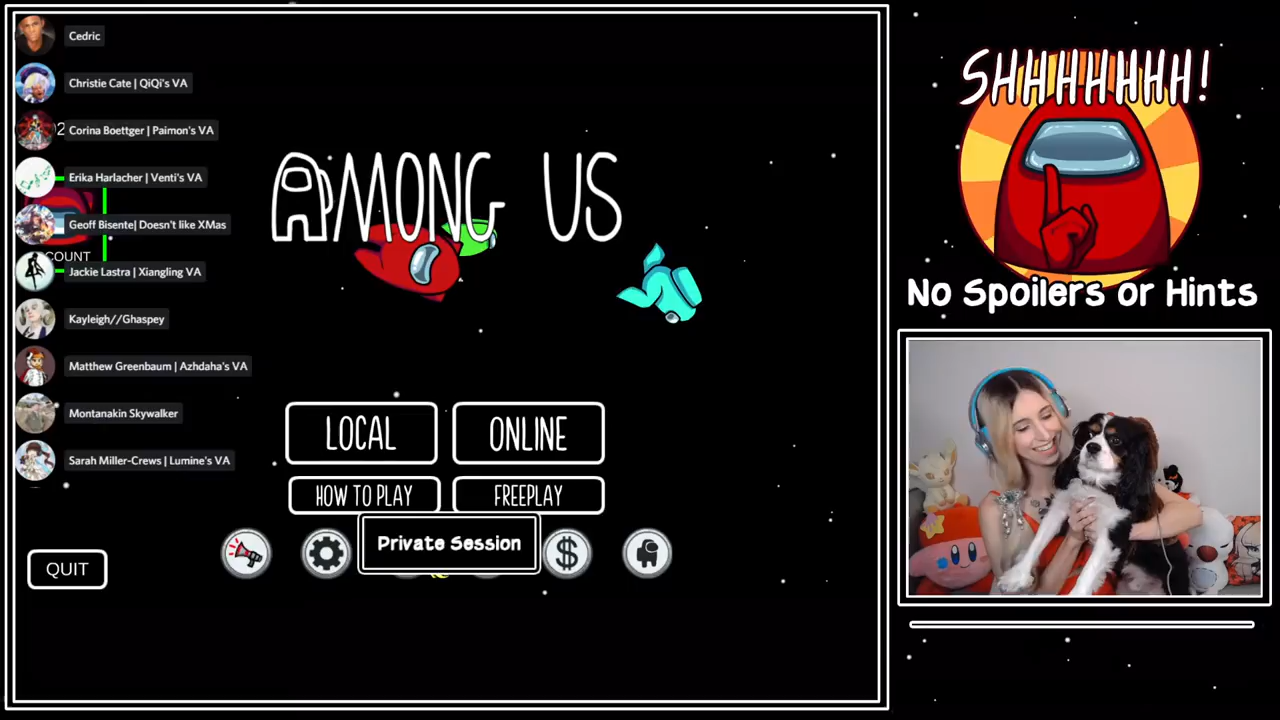 Cedric
Christie Cate | QiQi's VA
2
Corina Boettger | Paimon's VA
Erika Harlacher | Venti's VA
Geoff Bisente| Doesn't like XMas
COUNT
Jackie Lastra | Xiangling VA
Kayleigh//Ghaspey
Matthew Greenbaum | Azhdaha's VA
Montanakin Skywalker
Sarah Miller-Crews | Lumine's VA
AMONG US
LOCAL
ONLINE
HOW TO PLAY
FREEPLAY
Private Session
$
QUIT
SHHHHHHH!
No Spoilers or Hints